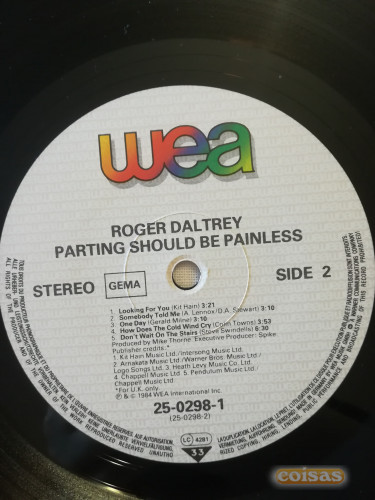 wea
ROGER DALTREY
PARTING SHOULD BE PAINLESS
STEREO GEMA SIDE 2
1. Looking For You (Kit Hain) 3:21
2. Somebody Told Me (A. Lennox/D.A. Stewart) 3:10
3. One Day (Gerard McMahon) 3:10
4. How Does The Cold Wind Cry (Colin Towns) 3:53
5. Don't Wait On The Stairs (Steve Swindells) 6:30
Produced by Mike Thorne. Executive Producer: Spike.
Publisher credits:*
1. Kit Hain Music Ltd./Intersong Music Ltd.
2. Annakata Music Ltd./Warner Bros. Music Ltd./
Logo Songs Ltd. 3. Heath Levy Music Co. Ltd.
4. Chappell Music Ltd. 5. Pendulum Music Ltd./
Chappell Music Ltd.
*For U.K. only
℗ & © 1984 WEA International Inc.
25-0298-1
(25-0298-2)
LC 4281
33
coisas